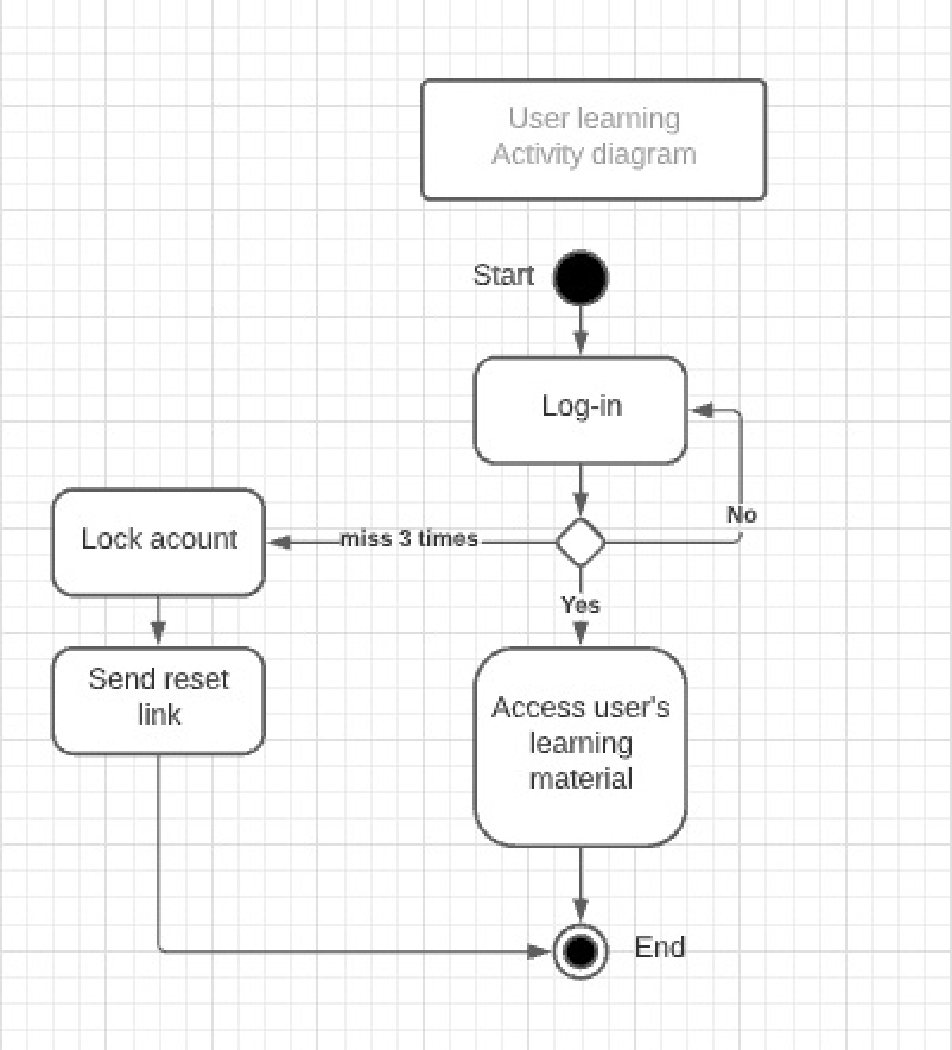 User learning
Activity diagram
Start
Log-in
No
Lock acount
miss 3 times
Yes
Send reset
link
Access user's
learning
material
End